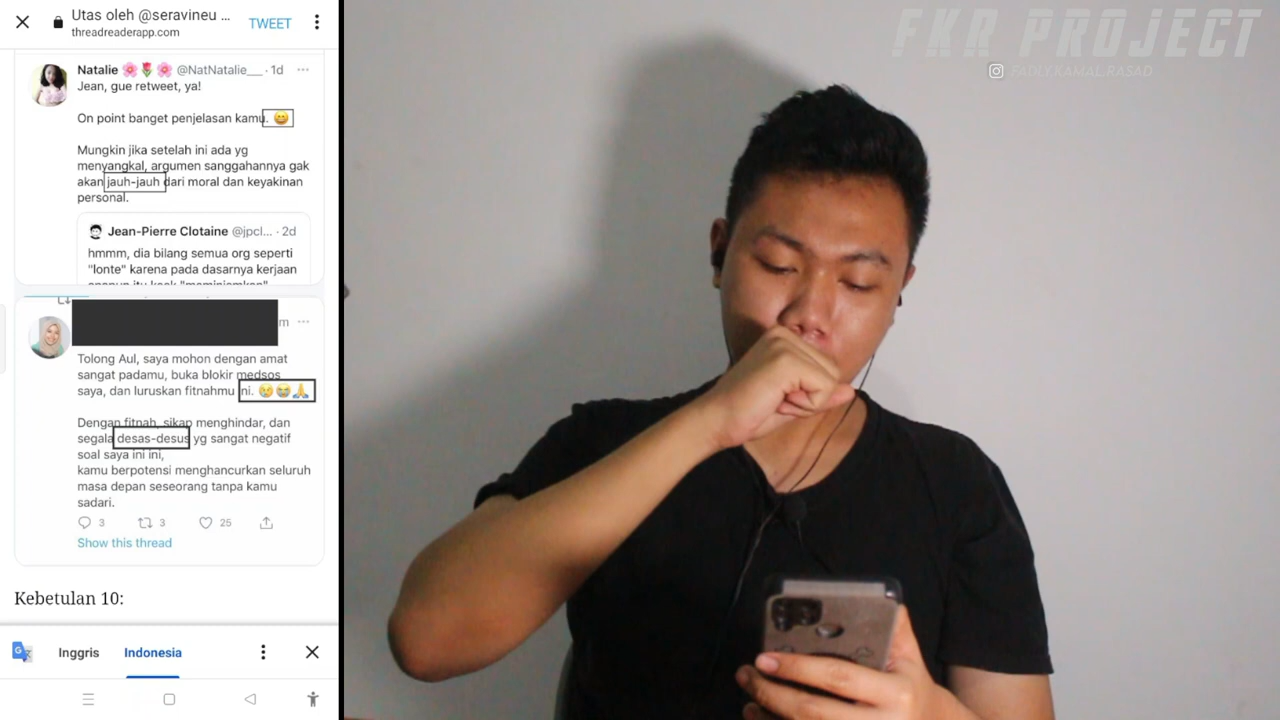 Utas oleh @seravineu ...
threadreaderapp.com
TWEET
Natalie 🌸🌷🌸 @NatNatalie__ · 1d ...
Jean, gue retweet, ya!
On point banget penjelasan kamu. 😄
Mungkin jika setelah ini ada yg
menyangkal, argumen sanggahannya gak
akan jauh-jauh dari moral dan keyakinan
personal.
Jean-Pierre Clotaine @jpcl... · 2d
hmmm, dia bilang semua org seperti
"lonte" karena pada dasarnya kerjaan
m ...
Tolong Aul, saya mohon dengan amat
sangat padamu, buka blokir medsos
saya, dan luruskan fitnahmu ni. 😢😭🙏
Dengan fitnah, sikap menghindar, dan
segala desas-desus yg sangat negatif
soal saya ini ini,
kamu berpotensi menghancurkan seluruh
masa depan seseorang tanpa kamu
sadari.
3 3 25
Show this thread
Kebetulan 10:
Inggris Indonesia
FKR PROJECT
FADLYKAMAL.RASAD